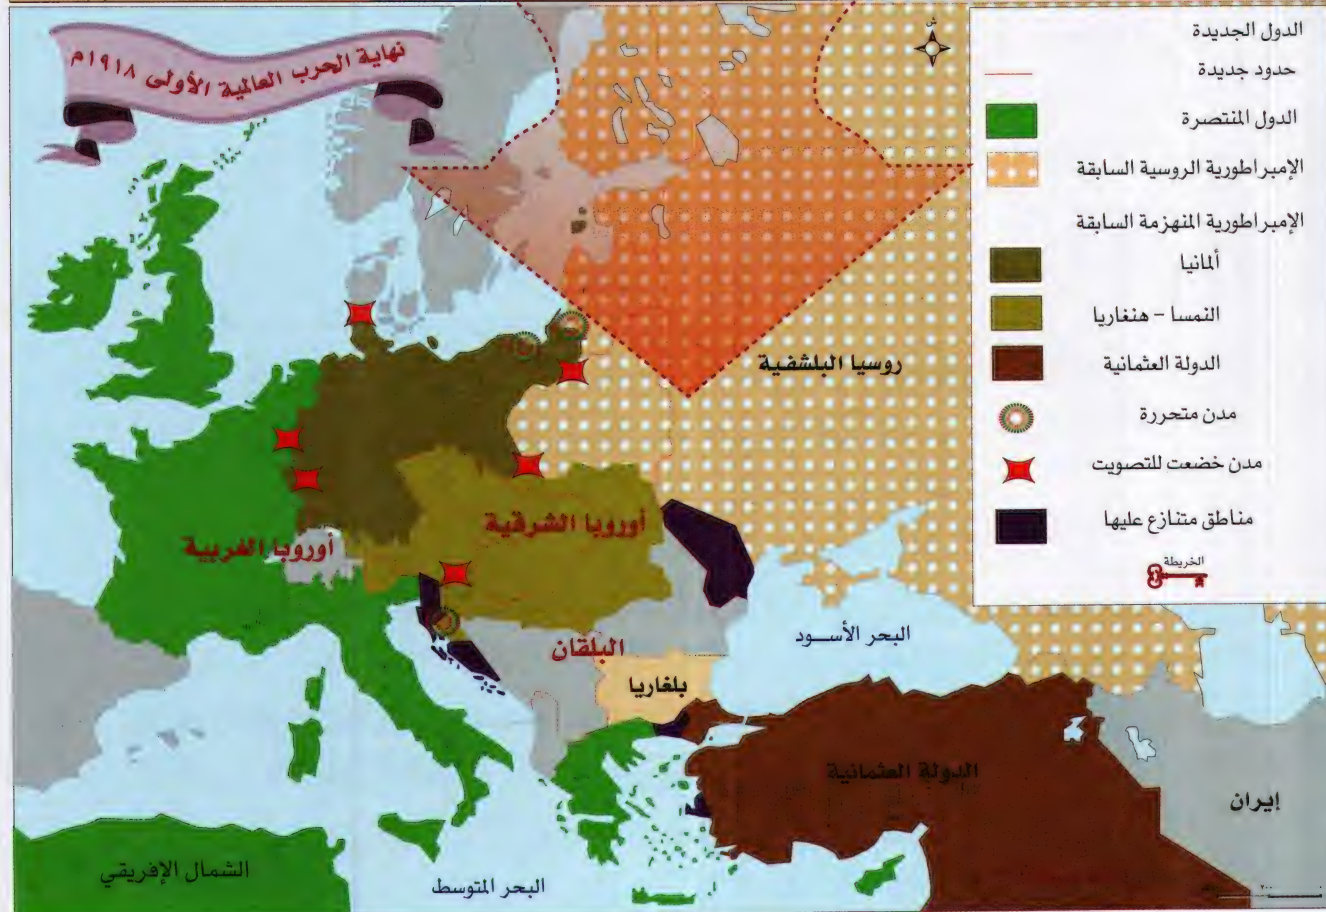 نهاية الحرب العالمية الأولى ١٩١٨م
ش
الدول الجديدة
حدود جديدة
الدول المنتصرة
الإمبراطورية الروسية السابقة
الإمبراطورية المنهزمة السابقة
ألمانيا
النمسا - هنغاريا
الدولة العثمانية
مدن متحررة
مدن خضعت للتصويت
مناطق متنازع عليها
الخريطة
روسيا البلشفية
أوروبا الشرقية
أوروبا الغربية
البحر الأســود
البلقان
بلغاريا
الدولة العثمانية
إيران
الشمال الإفريقي
البحر المتوسط
٢٠٠